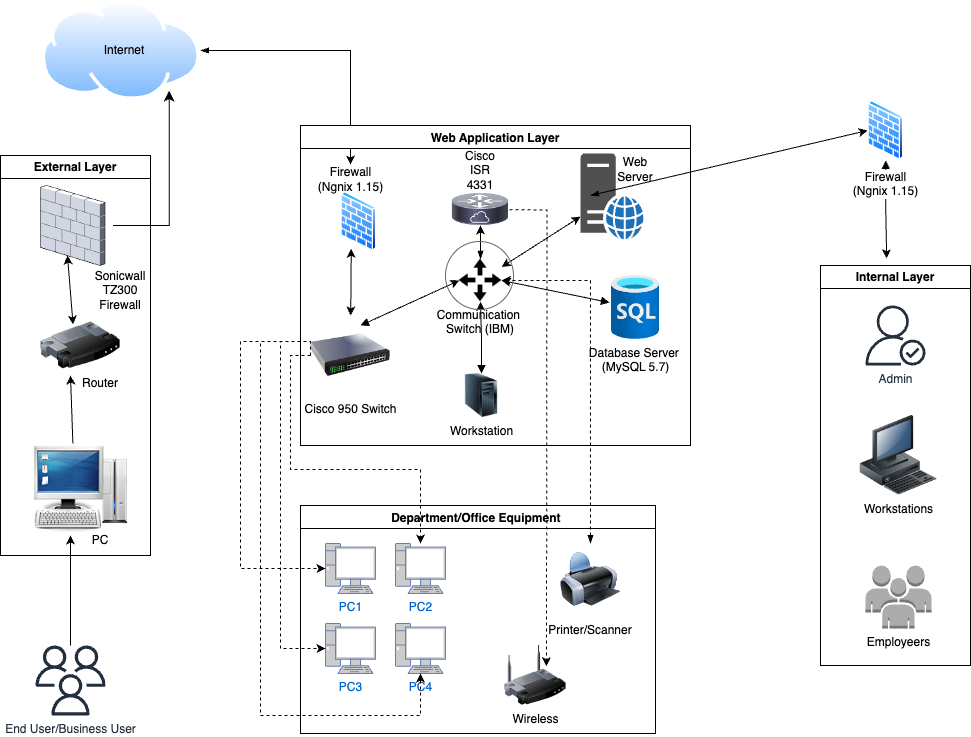 Internet
External Layer
Sonicwall
TZ300
Firewall
Router
PC
End User/Business User
Web Application Layer
Firewall
(Ngnix 1.15)
Cisco
ISR
4331
Web
Server
Communication
Switch (IBM)
SQL
Database Server
(MySQL 5.7)
Cisco 950 Switch
Workstation
Department/Office Equipment
PC1
PC2
PC3
PC4
Printer/Scanner
Wireless
Firewall
(Ngnix 1.15)
Internal Layer
Admin
Workstations
Employeers